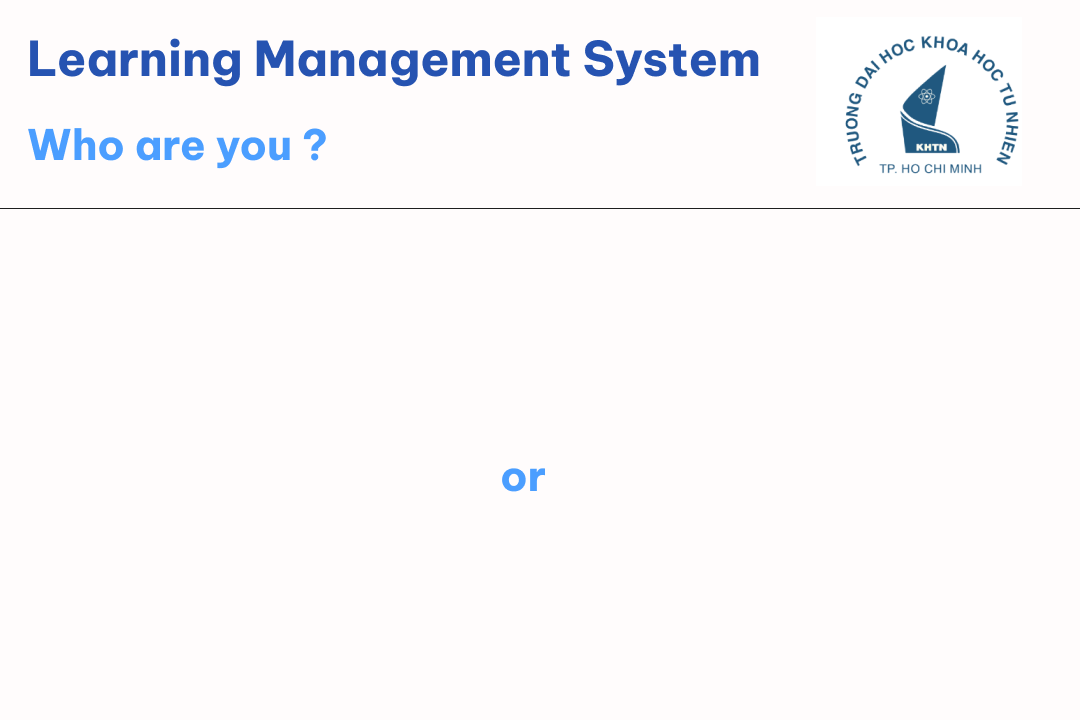 Learning Management System
Who are you ?
TRUONG DAI HOC KHOA HOC TU NHIEN
KHTN
TP. HO CHI MINH
or